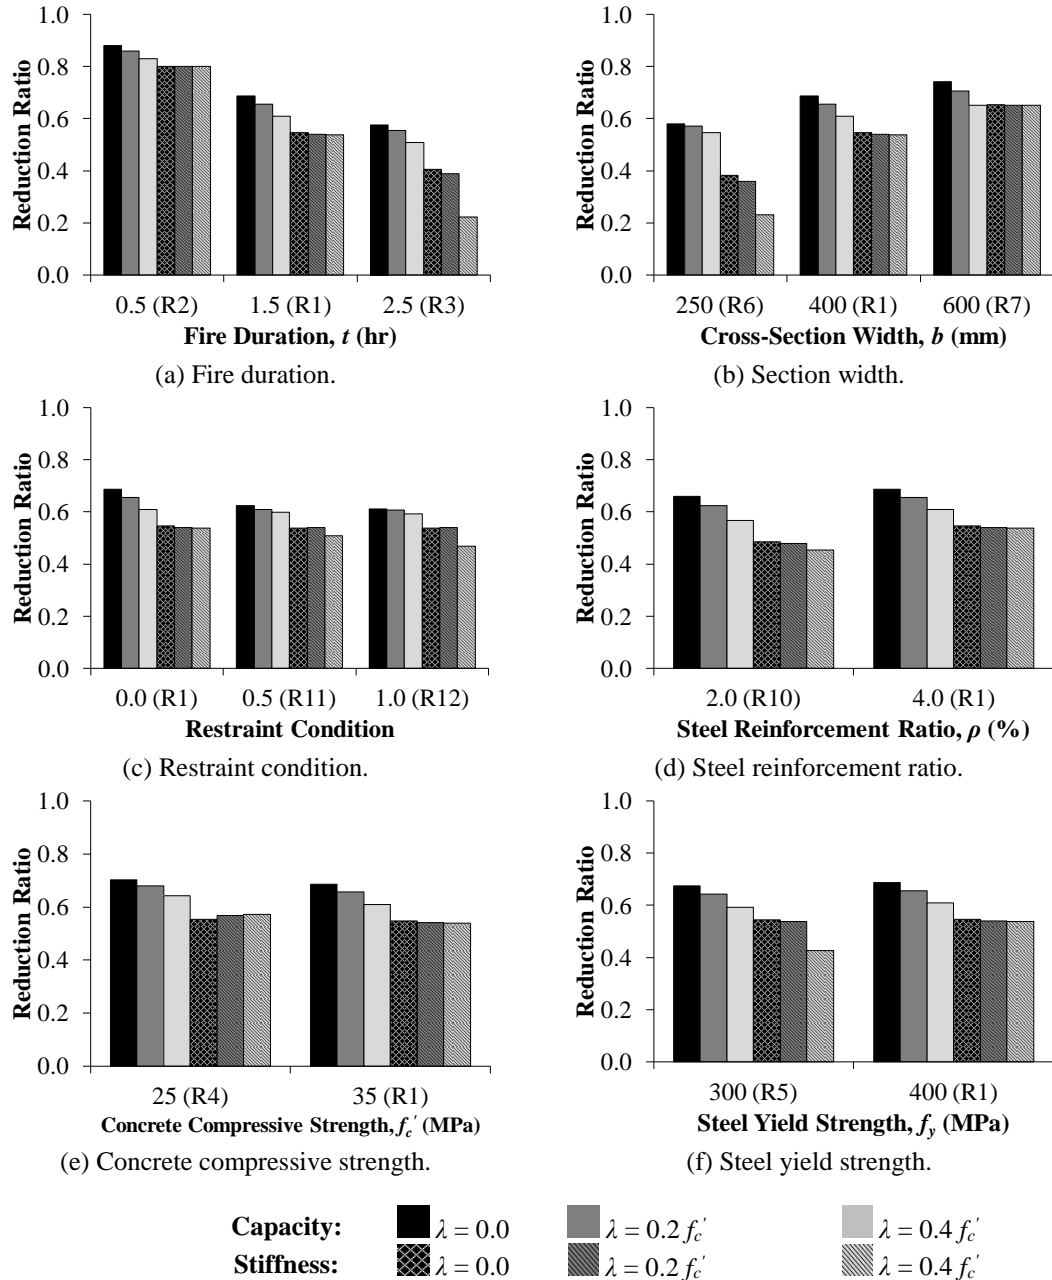 1.0
0.8
0.6
0.4
0.2
0.0
Reduction Ratio
0.5 (R2) 1.5 (R1) 2.5 (R3)
Fire Duration, t (hr)
(a) Fire duration.
1.0
0.8
0.6
0.4
0.2
0.0
Reduction Ratio
250 (R6) 400 (R1) 600 (R7)
Cross-Section Width, b (mm)
(b) Section width.
1.0
0.8
0.6
0.4
0.2
0.0
Reduction Ratio
0.0 (R1) 0.5 (R11) 1.0 (R12)
Restraint Condition
(c) Restraint condition.
1.0
0.8
0.6
0.4
0.2
0.0
Reduction Ratio
2.0 (R10) 4.0 (R1)
Steel Reinforcement Ratio, ρ (%)
(d) Steel reinforcement ratio.
1.0
0.8
0.6
0.4
0.2
0.0
Reduction Ratio
25 (R4) 35 (R1)
Concrete Compressive Strength, fc' (MPa)
(e) Concrete compressive strength.
1.0
0.8
0.6
0.4
0.2
0.0
Reduction Ratio
300 (R5) 400 (R1)
Steel Yield Strength, fy (MPa)
(f) Steel yield strength.
Capacity: λ = 0.0 λ = 0.2 fc' λ = 0.4 fc'
Stiffness: λ = 0.0 λ = 0.2 fc' λ = 0.4 fc'